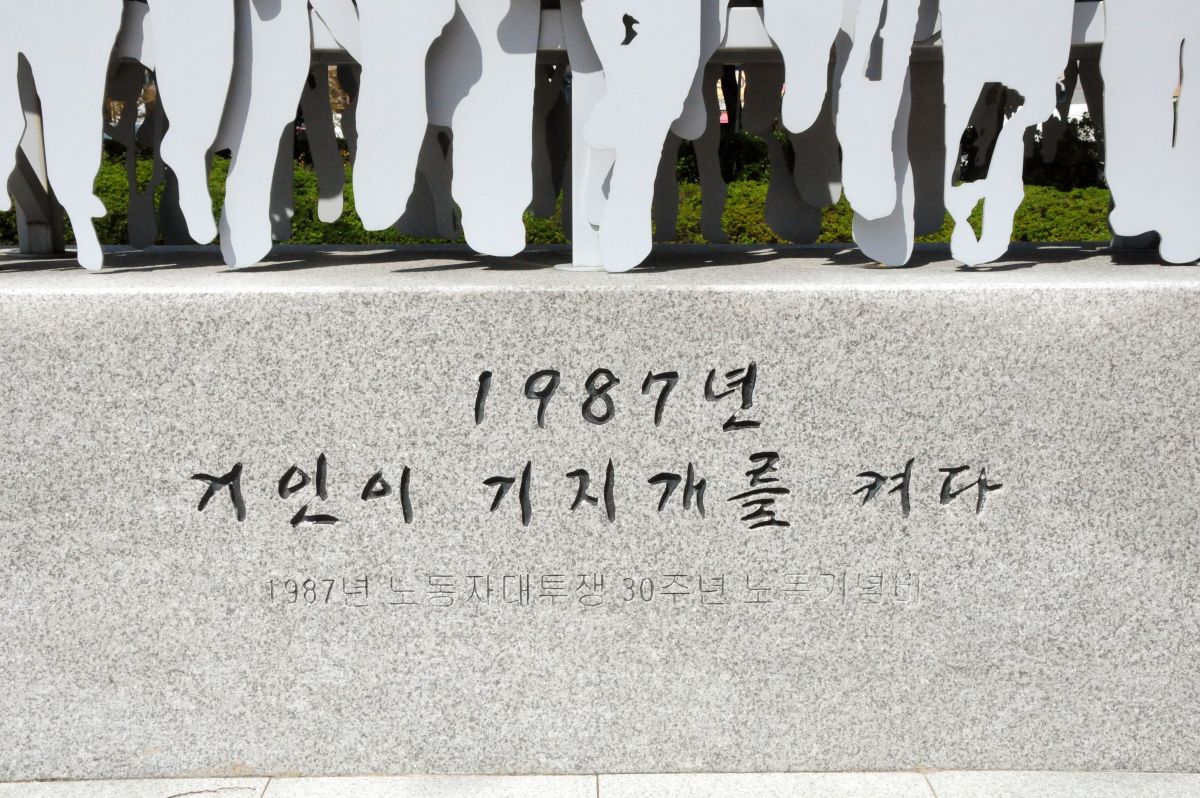 1987년
거인이 기지개를 켜다
1987년 노동자대투쟁 30주년 노동기념비